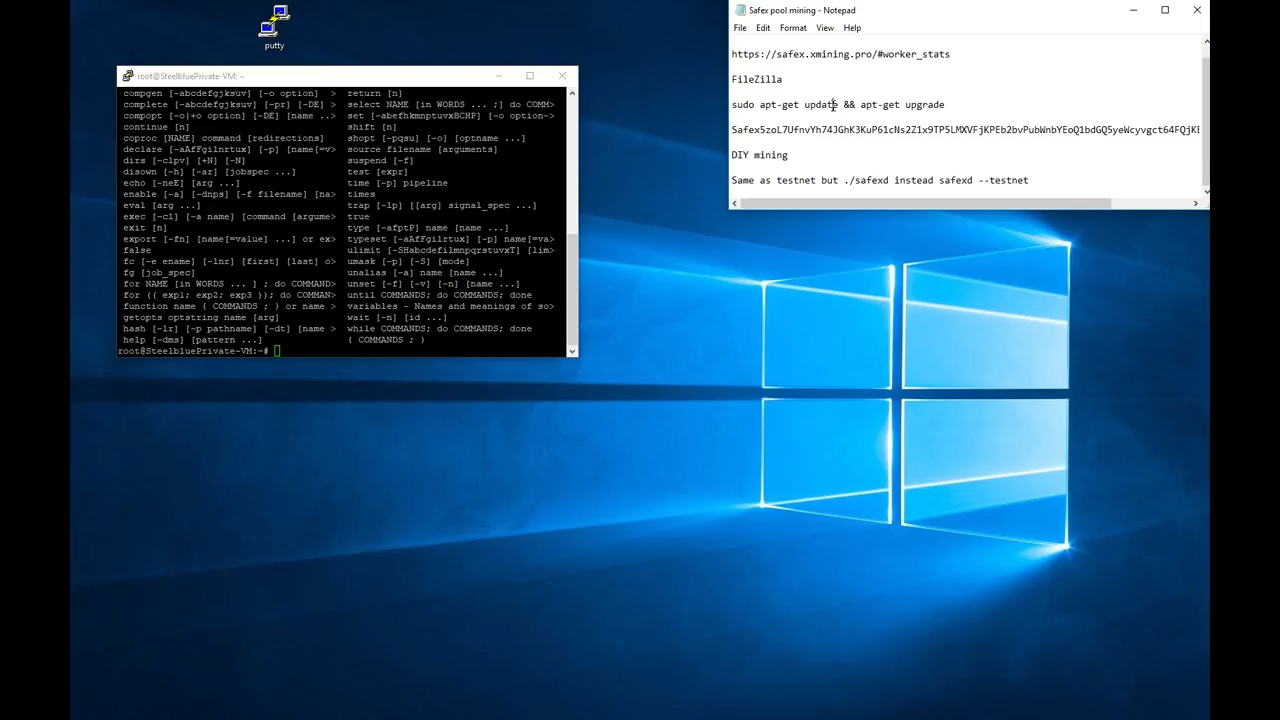 putty
root@SteelbluePrivate-VM: ~
compgen [-abcdefgjksuv] [-o option]  >
complete [-abcdefgjksuv] [-pr] [-DE] >
compopt [-o|+o option] [-DE] [name ..>
continue [n]
coproc [NAME] command [redirections]
declare [-aAfFgilnrtux] [-p] [name[=v>
dirs [-clpv] [+N] [-N]
disown [-h] [-ar] [jobspec ...]
echo [-neE] [arg ...]
enable [-a] [-dnps] [-f filename] [na>
eval [arg ...]
exec [-cl] [-a name] [command [argume>
exit [n]
export [-fn] [name[=value] ...] or ex>
false
fc [-e ename] [-lnr] [first] [last] o>
fg [job_spec]
for NAME [in WORDS ... ] ; do COMMAND>
for (( exp1; exp2; exp3 )); do COMMAN>
function name { COMMANDS ; } or name >
getopts optstring name [arg]
hash [-lr] [-p pathname] [-dt] [name >
help [-dms] [pattern ...]
return [n]
select NAME [in WORDS ... ;] do COMM>
set [-abefhkmnptuvxBCHP] [-o option->
shift [n]
shopt [-pqsu] [-o] [optname ...]
source filename [arguments]
suspend [-f]
test [expr]
time [-p] pipeline
times
trap [-lp] [[arg] signal_spec ...]
true
type [-afptP] name [name ...]
typeset [-aAfFgilrtux] [-p] name[=va>
ulimit [-SHabcdefilmnpqrstuvxT] [lim>
umask [-p] [-S] [mode]
unalias [-a] name [name ...]
unset [-f] [-v] [-n] [name ...]
until COMMANDS; do COMMANDS; done
variables - Names and meanings of so>
wait [-n] [id ...]
while COMMANDS; do COMMANDS; done
{ COMMANDS ; }
root@SteelbluePrivate-VM:~#
Safex pool mining - Notepad
File Edit Format View Help
https://safex.xmining.pro/#worker_stats
FileZilla
sudo apt-get update && apt-get upgrade
Safex5zoL7UfnvYh74JGhK3KuP61cNs2Z1x9TP5LMXVFjKPEb2bvPubWnbYEoQ1bdGQ5yeWcyvgct64FQjKE
DIY mining
Same as testnet but ./safexd instead safexd --testnet